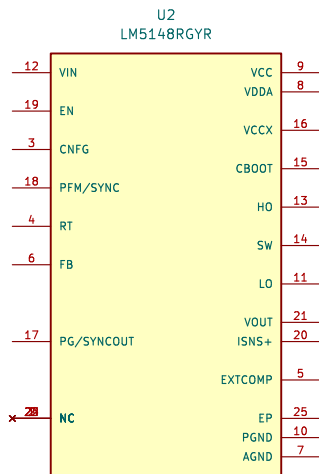 U2
LM5148RGYR
12 VIN VCC 9
VDDA 8
19 EN
VCCX 16
3 CNFG
CBOOT 15
18 PFM/SYNC
HO 13
4 RT
SW 14
6 FB
LO 11
VOUT 21
17 PG/SYNCOUT ISNS+ 20
EXTCOMP 5
NC EP 25
PGND 10
AGND 7